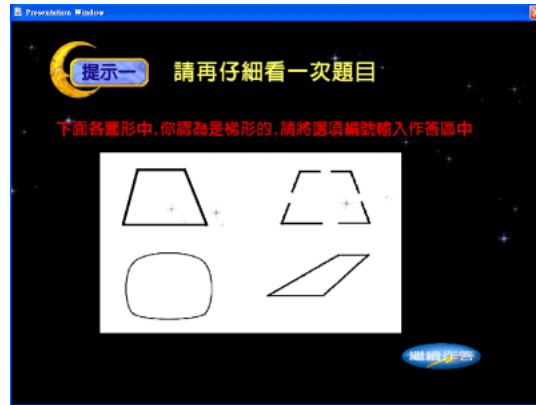 Presentation Window
提示一
請再仔細看一次題目
下面各圖形中,你認為是梯形的,請將選項編號輸入作答區中
繼續作答